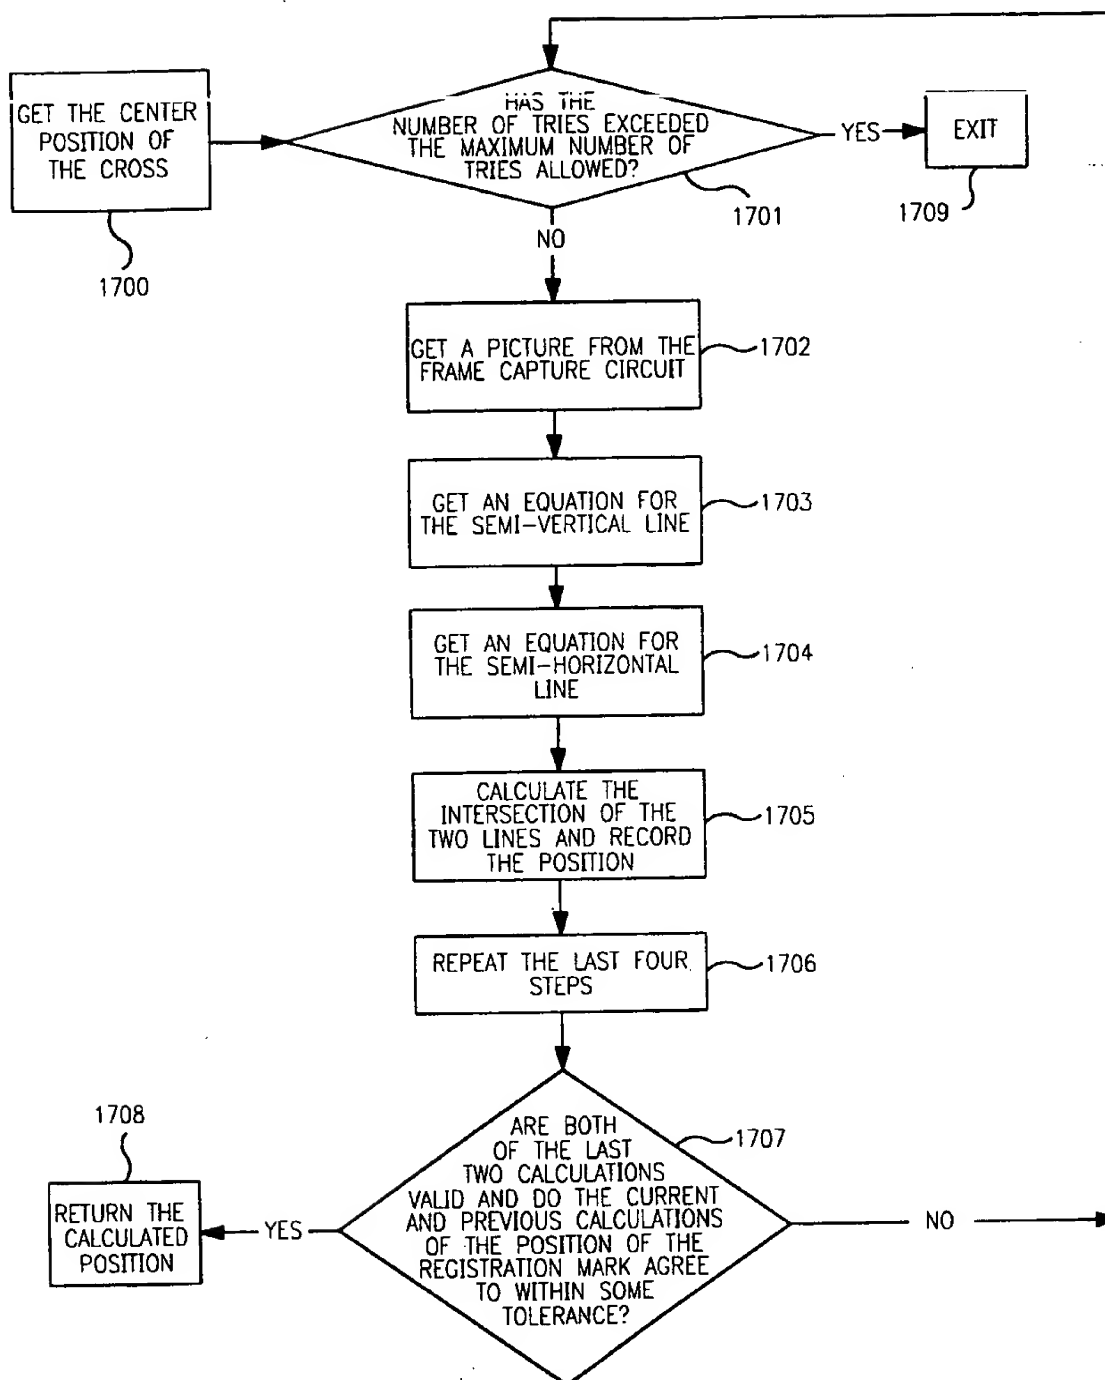 GET THE CENTER
POSITION OF
THE CROSS
1700
HAS THE
NUMBER OF TRIES EXCEEDED
THE MAXIMUM NUMBER OF
TRIES ALLOWED?
1701
YES
EXIT
1709
NO
GET A PICTURE FROM THE
FRAME CAPTURE CIRCUIT
1702
GET AN EQUATION FOR
THE SEMI-VERTICAL LINE
1703
GET AN EQUATION FOR
THE SEMI-HORIZONTAL
LINE
1704
CALCULATE THE
INTERSECTION OF THE
TWO LINES AND RECORD
THE POSITION
1705
REPEAT THE LAST FOUR
STEPS
1706
ARE BOTH
OF THE LAST
TWO CALCULATIONS
VALID AND DO THE CURRENT
AND PREVIOUS CALCULATIONS
OF THE POSITION OF THE
REGISTRATION MARK AGREE
TO WITHIN SOME
TOLERANCE?
1707
YES
1708
RETURN THE
CALCULATED
POSITION
NO